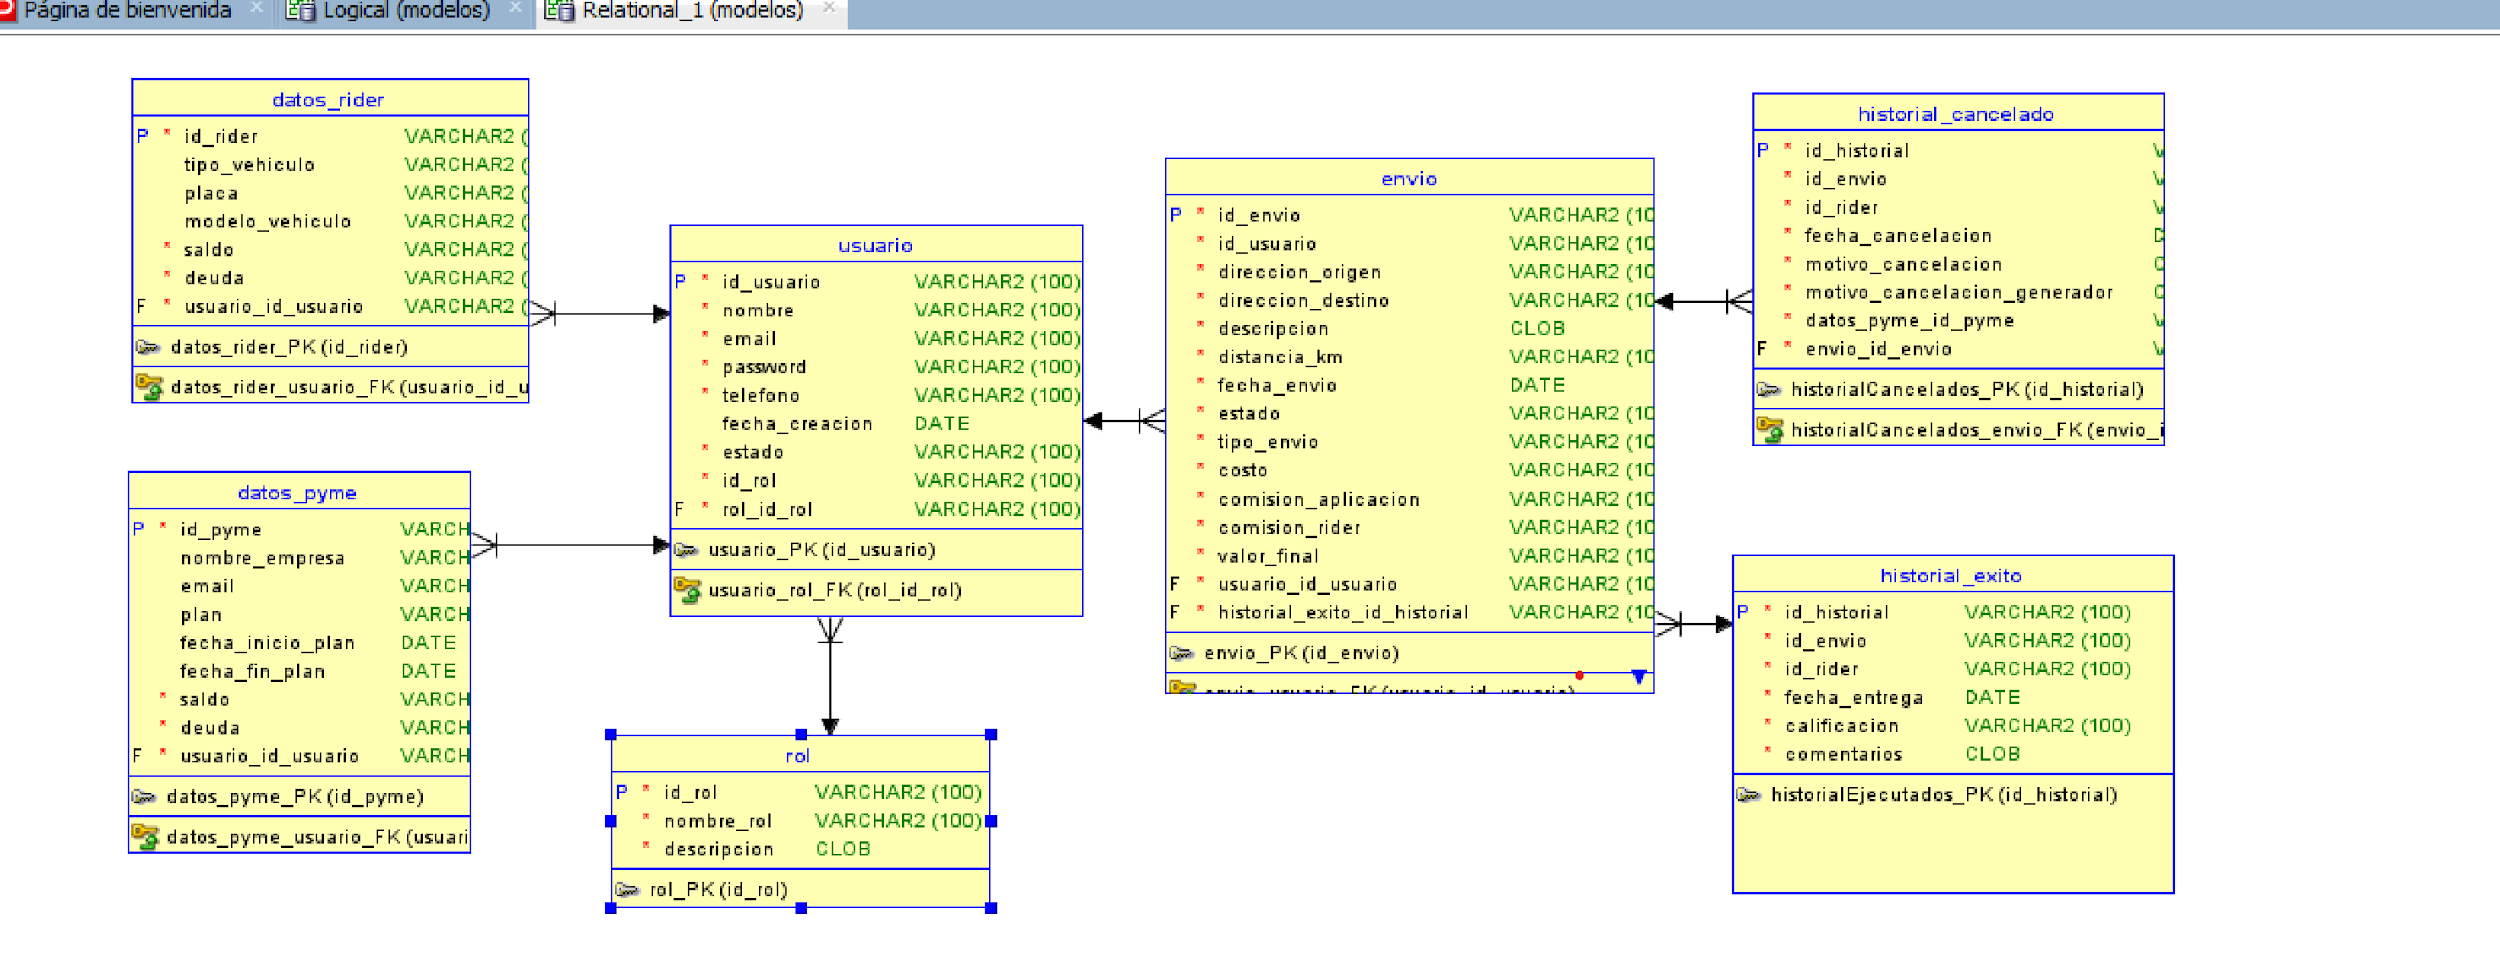 Página de bienvenida
Logical (modelos)
Relational_1 (modelos)
datos_rider
P * id_rider VARCHAR2 (
tipo_vehiculo VARCHAR2 (
placa VARCHAR2 (
modelo_vehiculo VARCHAR2 (
* saldo VARCHAR2 (
* deuda VARCHAR2 (
F * usuario_id_usuario VARCHAR2 (
datos_rider_PK (id_rider)
datos_rider_usuario_FK (usuario_id_u
datos_pyme
P * id_pyme VARCH
nombre_empresa VARCH
email VARCH
plan VARCH
fecha_inicio_plan DATE
fecha_fin_plan DATE
* saldo VARCH
* deuda VARCH
F * usuario_id_usuario VARCH
datos_pyme_PK (id_pyme)
datos_pyme_usuario_FK (usuari
usuario
P * id_usuario VARCHAR2 (100)
* nombre VARCHAR2 (100)
* email VARCHAR2 (100)
* password VARCHAR2 (100)
* telefono VARCHAR2 (100)
fecha_creacion DATE
* estado VARCHAR2 (100)
* id_rol VARCHAR2 (100)
F * rol_id_rol VARCHAR2 (100)
usuario_PK (id_usuario)
usuario_rol_FK (rol_id_rol)
rol
P * id_rol VARCHAR2 (100)
* nombre_rol VARCHAR2 (100)
* descripcion CLOB
rol_PK (id_rol)
envio
P * id_envio VARCHAR2 (10
* id_usuario VARCHAR2 (10
* direccion_origen VARCHAR2 (10
* direccion_destino VARCHAR2 (10
* descripcion CLOB
* distancia_km VARCHAR2 (10
* fecha_envio DATE
* estado VARCHAR2 (10
* tipo_envio VARCHAR2 (10
* costo VARCHAR2 (10
* comision_aplicacion VARCHAR2 (10
* comision_rider VARCHAR2 (10
* valor_final VARCHAR2 (10
F * usuario_id_usuario VARCHAR2 (10
F * historial_exito_id_historial VARCHAR2 (10
envio_PK (id_envio)
envio_usuario_FK (usuario_id_usuario)
historial_cancelado
P * id_historial V
* id_envio V
* id_rider V
* fecha_cancelacion D
* motivo_cancelacion C
* motivo_cancelacion_generador C
* datos_pyme_id_pyme V
F * envio_id_envio V
historialCancelados_PK (id_historial)
historialCancelados_envio_FK (envio_i
historial_exito
P * id_historial VARCHAR2 (100)
* id_envio VARCHAR2 (100)
* id_rider VARCHAR2 (100)
* fecha_entrega DATE
* calificacion VARCHAR2 (100)
* comentarios CLOB
historialEjecutados_PK (id_historial)